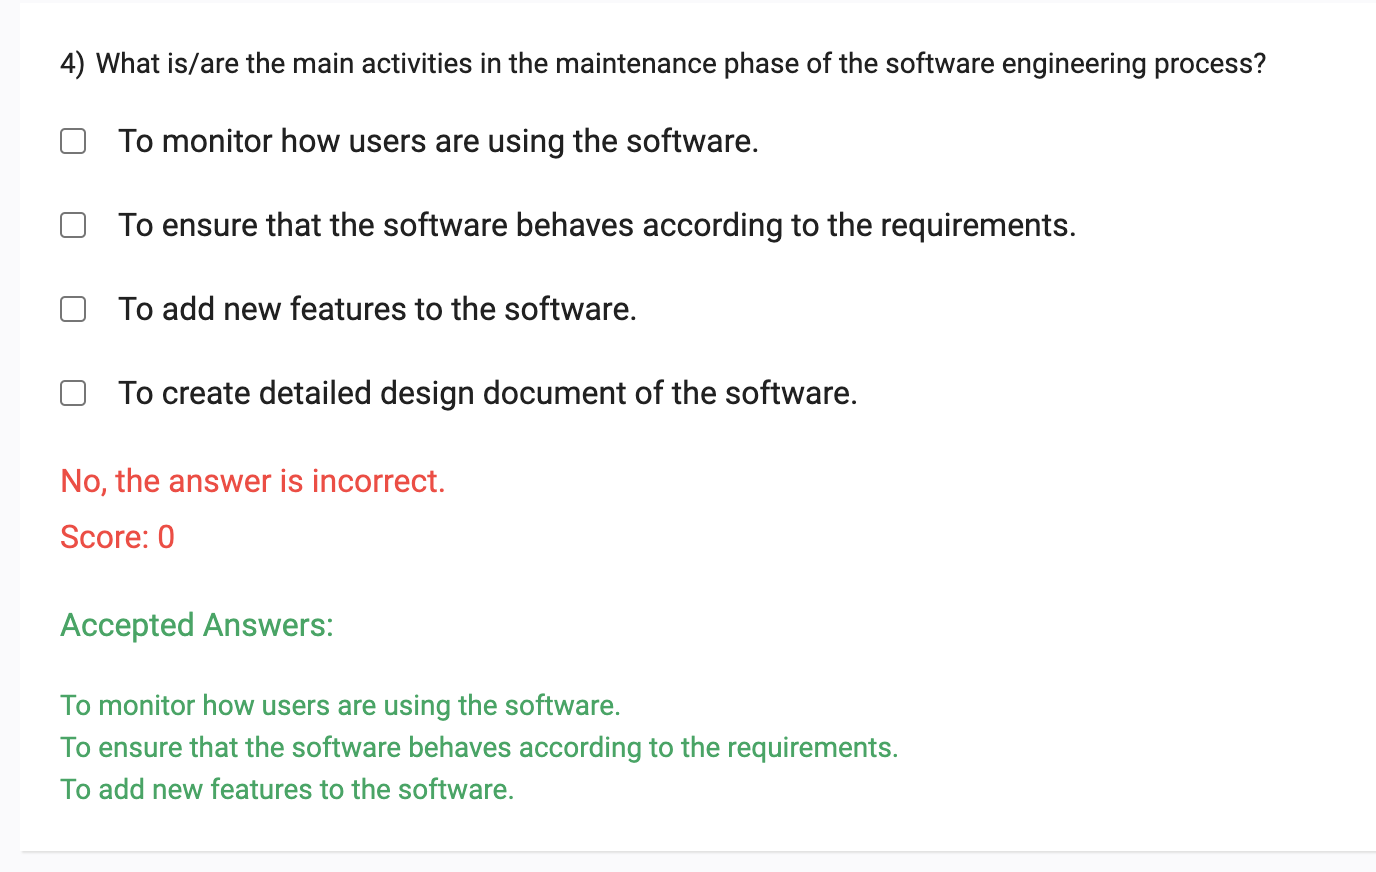 4) What is/are the main activities in the maintenance phase of the software engineering process?
To monitor how users are using the software.
To ensure that the software behaves according to the requirements.
To add new features to the software.
To create detailed design document of the software.
No, the answer is incorrect.
Score: 0
Accepted Answers:
To monitor how users are using the software.
To ensure that the software behaves according to the requirements.
To add new features to the software.